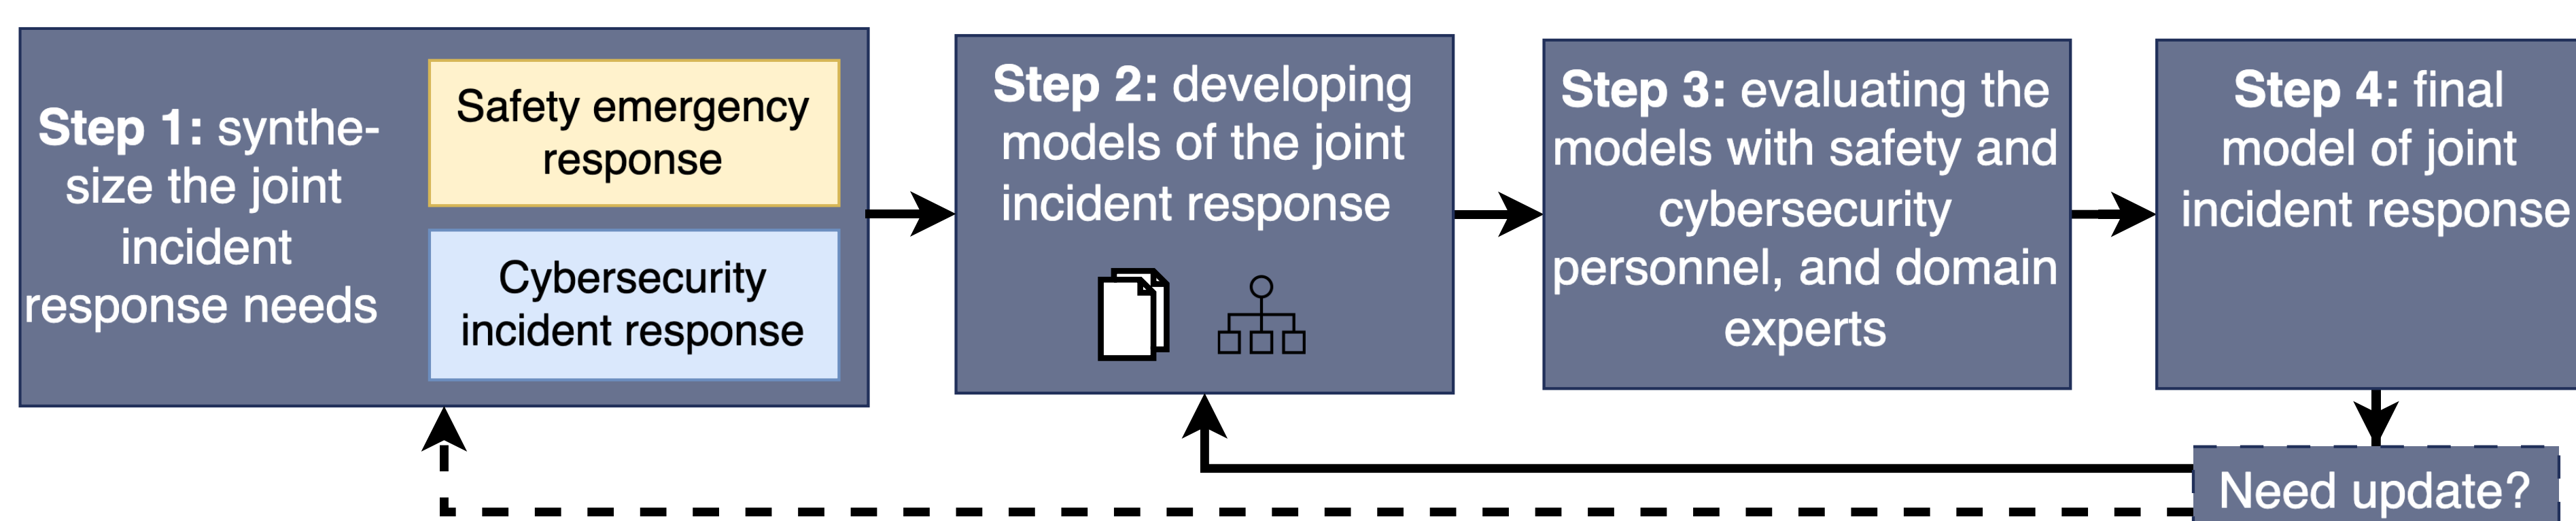 Step 1: synthe-
size the joint
incident
response needs
Safety emergency
response
Cybersecurity
incident response
Step 2: developing
models of the joint
incident response
Step 3: evaluating the
models with safety and
cybersecurity
personnel, and domain
experts
Step 4: final
model of joint
incident response
Need update?